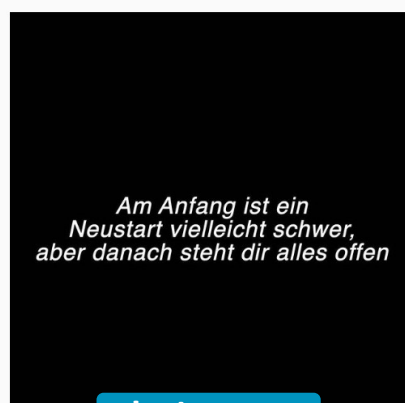 Am Anfang ist ein
Neustart vielleicht schwer,
aber danach steht dir alles offen